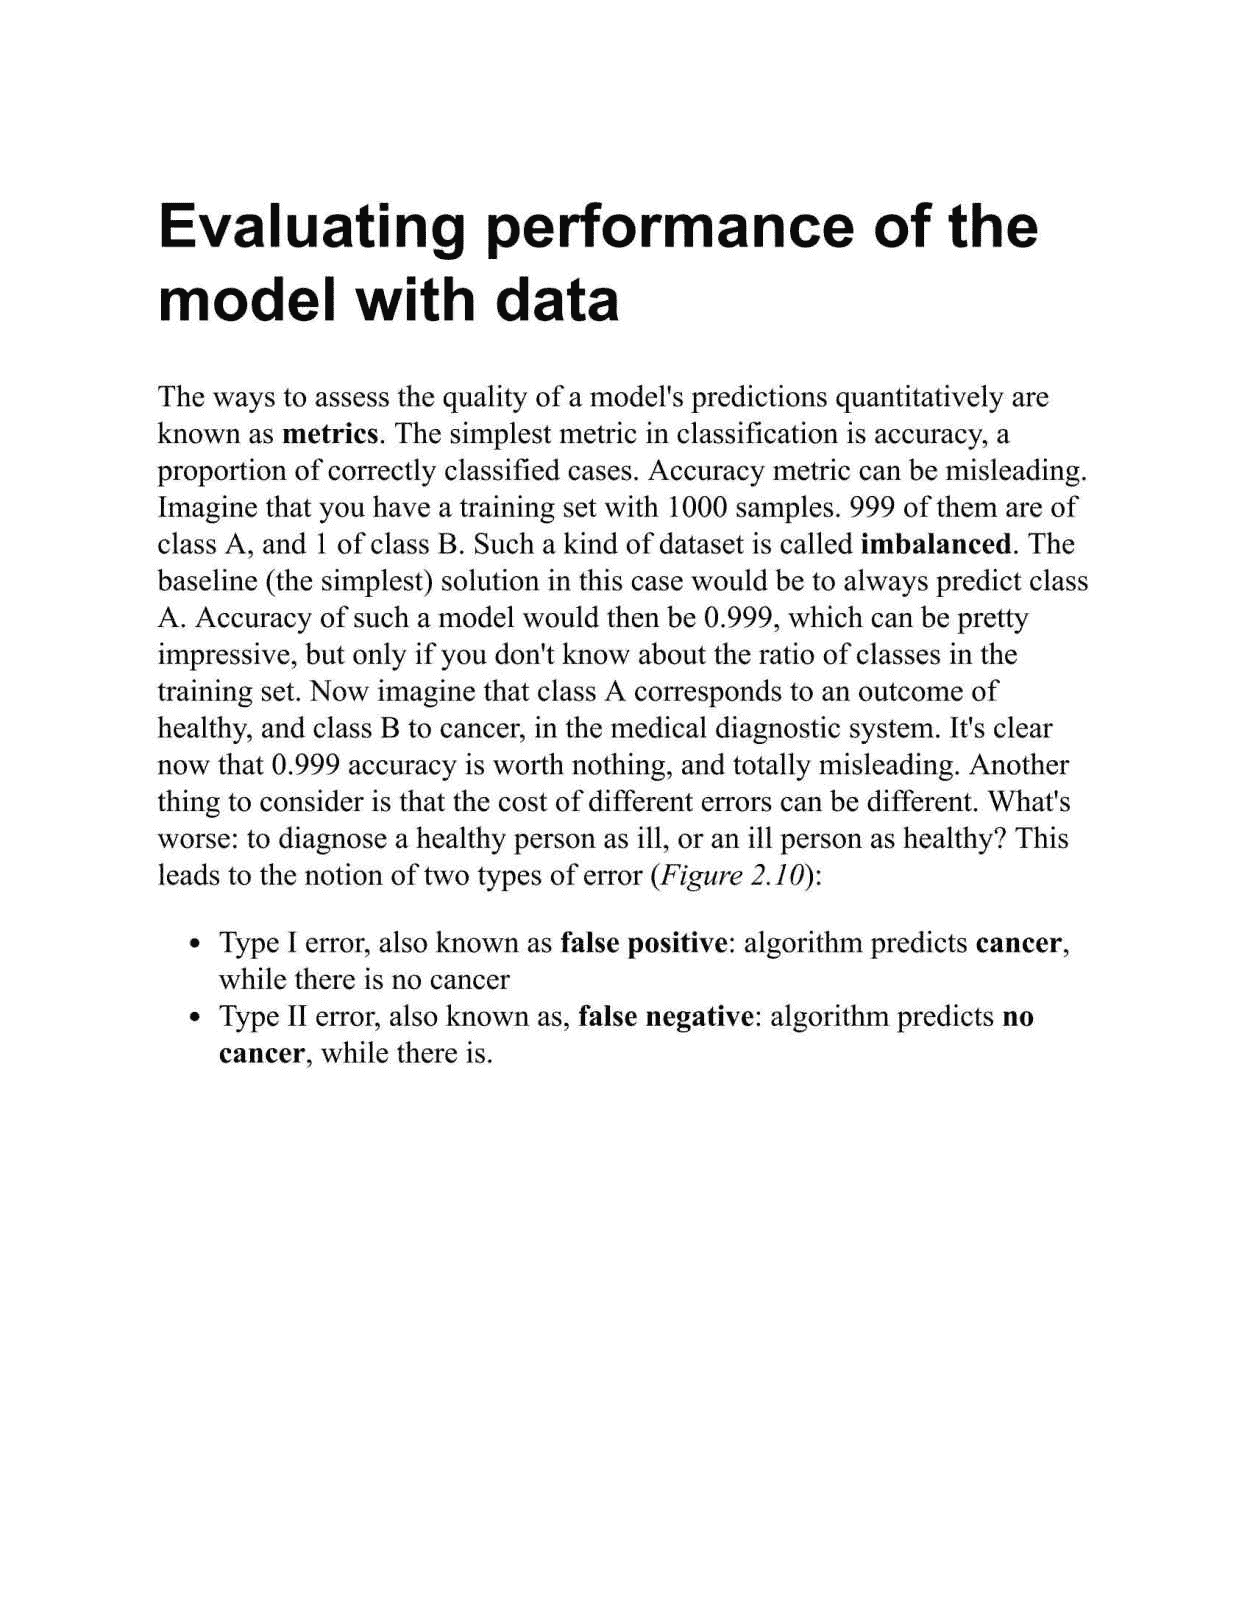 Evaluating performance of the
model with data
The ways to assess the quality of a model's predictions quantitatively are
known as metrics. The simplest metric in classification is accuracy, a
proportion of correctly classified cases. Accuracy metric can be misleading.
Imagine that you have a training set with 1000 samples. 999 of them are of
class A, and 1 of class B. Such a kind of dataset is called imbalanced. The
baseline (the simplest) solution in this case would be to always predict class
A. Accuracy of such a model would then be 0.999, which can be pretty
impressive, but only if you don't know about the ratio of classes in the
training set. Now imagine that class A corresponds to an outcome of
healthy, and class B to cancer, in the medical diagnostic system. It's clear
now that 0.999 accuracy is worth nothing, and totally misleading. Another
thing to consider is that the cost of different errors can be different. What's
worse: to diagnose a healthy person as ill, or an ill person as healthy? This
leads to the notion of two types of error (Figure 2.10):
• Type I error, also known as false positive: algorithm predicts cancer,
while there is no cancer
• Type II error, also known as, false negative: algorithm predicts no
cancer, while there is.